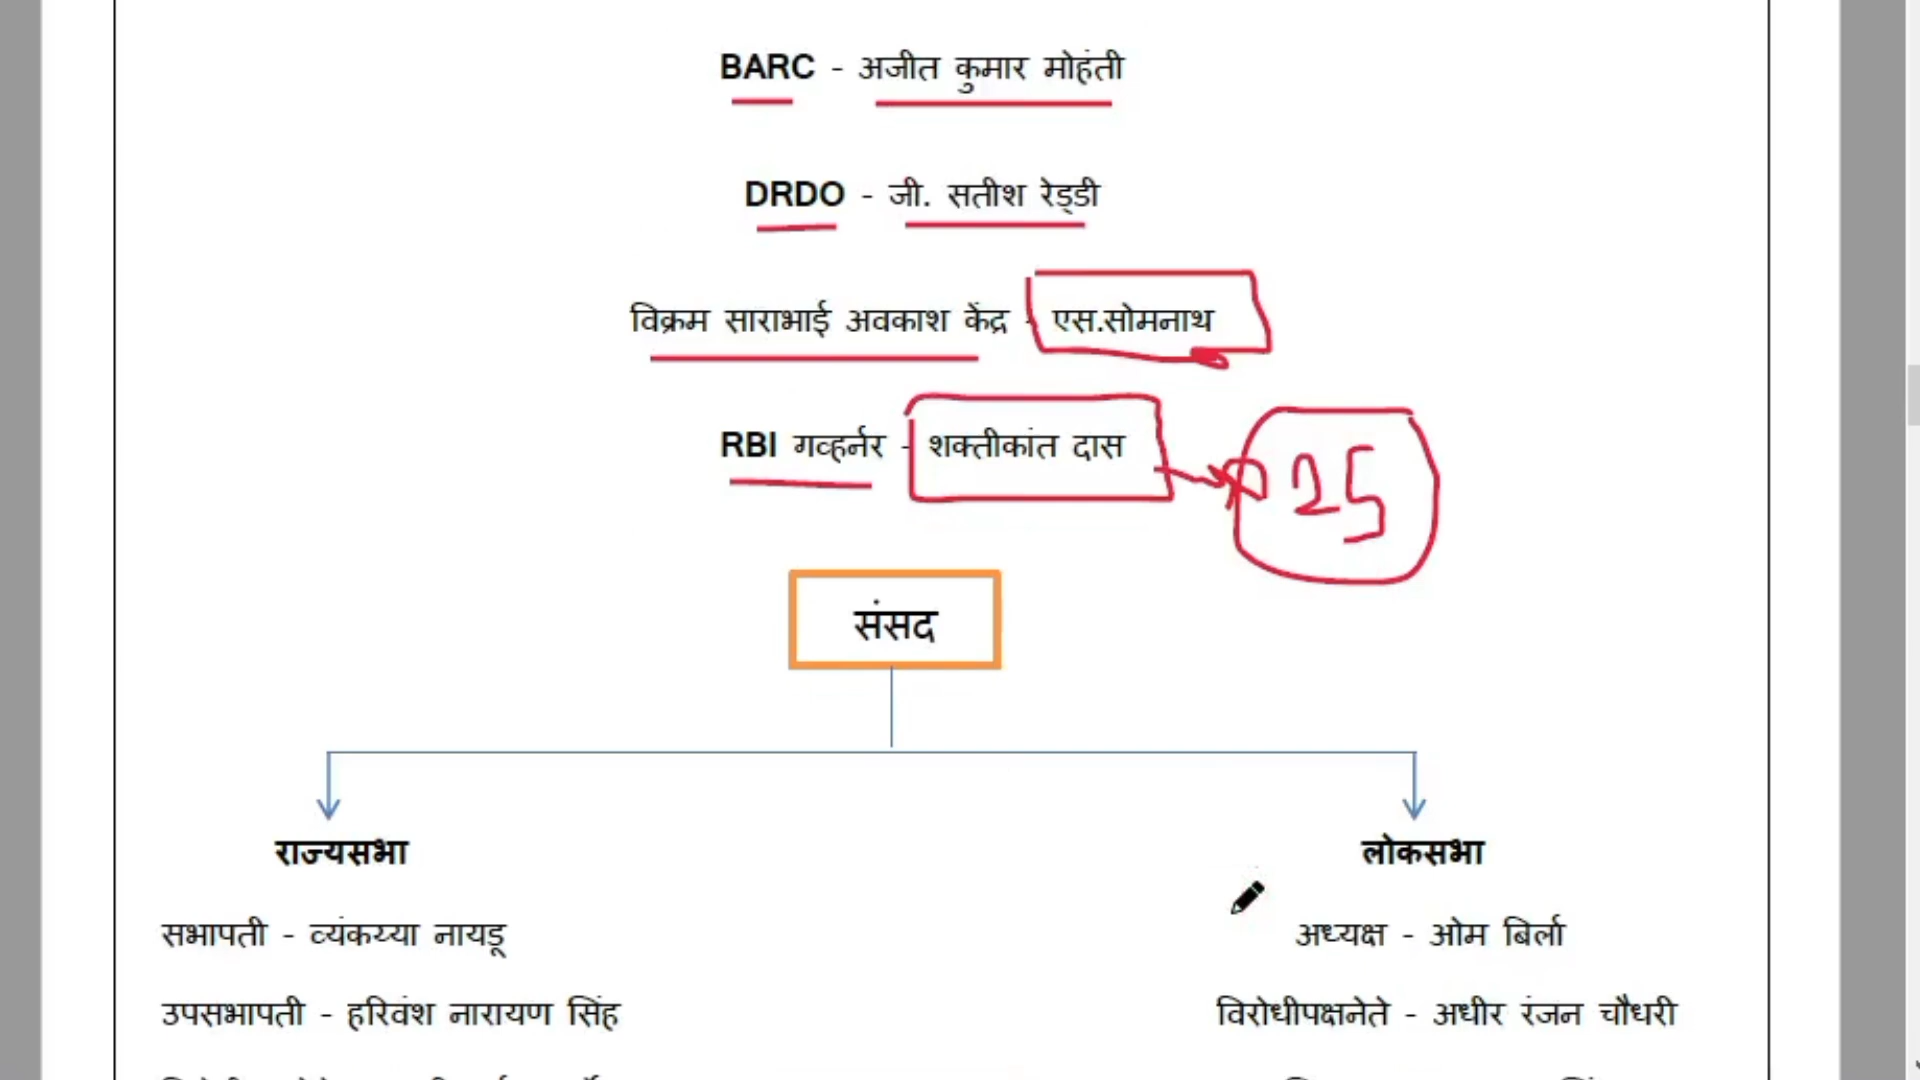 BARC - अजीत कुमार मोहंती
DRDO - जी. सतीश रेड्डी
विक्रम साराभाई अवकाश केंद्र - एस.सोमनाथ
RBI गव्हर्नर - शक्तीकांत दास
25
संसद
राज्यसभा
लोकसभा
सभापती - व्यंकय्या नायडू
अध्यक्ष - ओम बिर्ला
उपसभापती - हरिवंश नारायण सिंह
विरोधीपक्षनेते - अधीर रंजन चौधरी